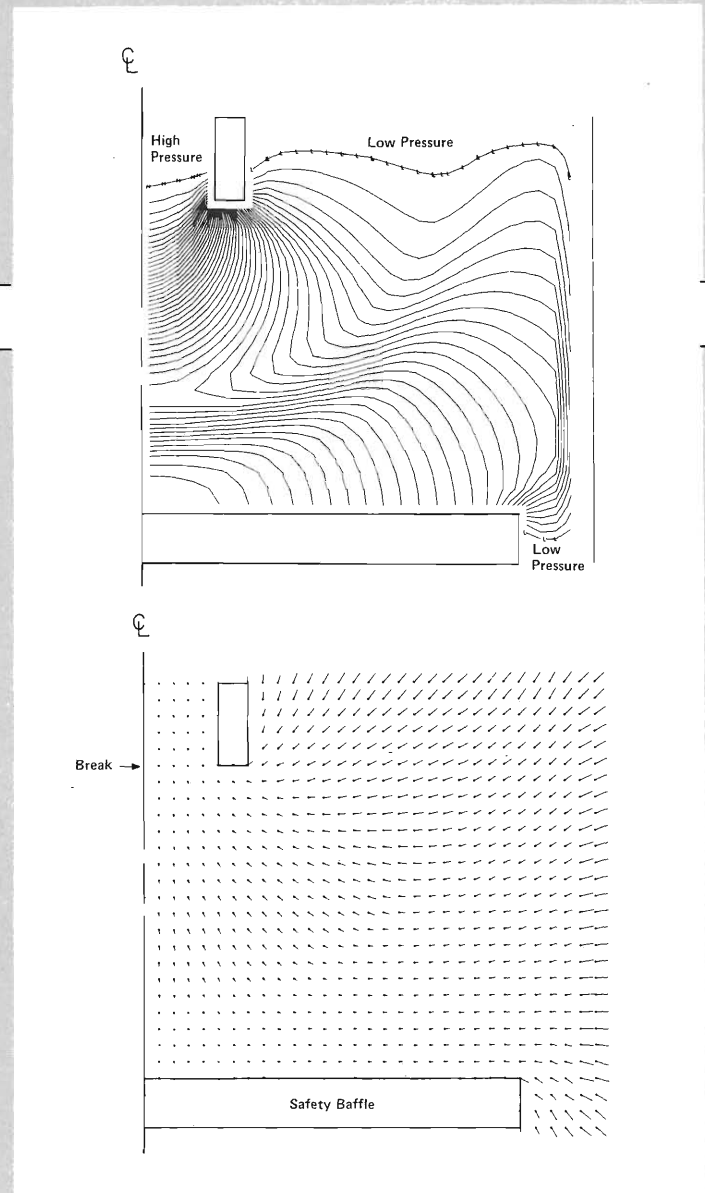 ℄
High
Pressure
Low Pressure
Low
Pressure
℄
Break
Safety Baffle